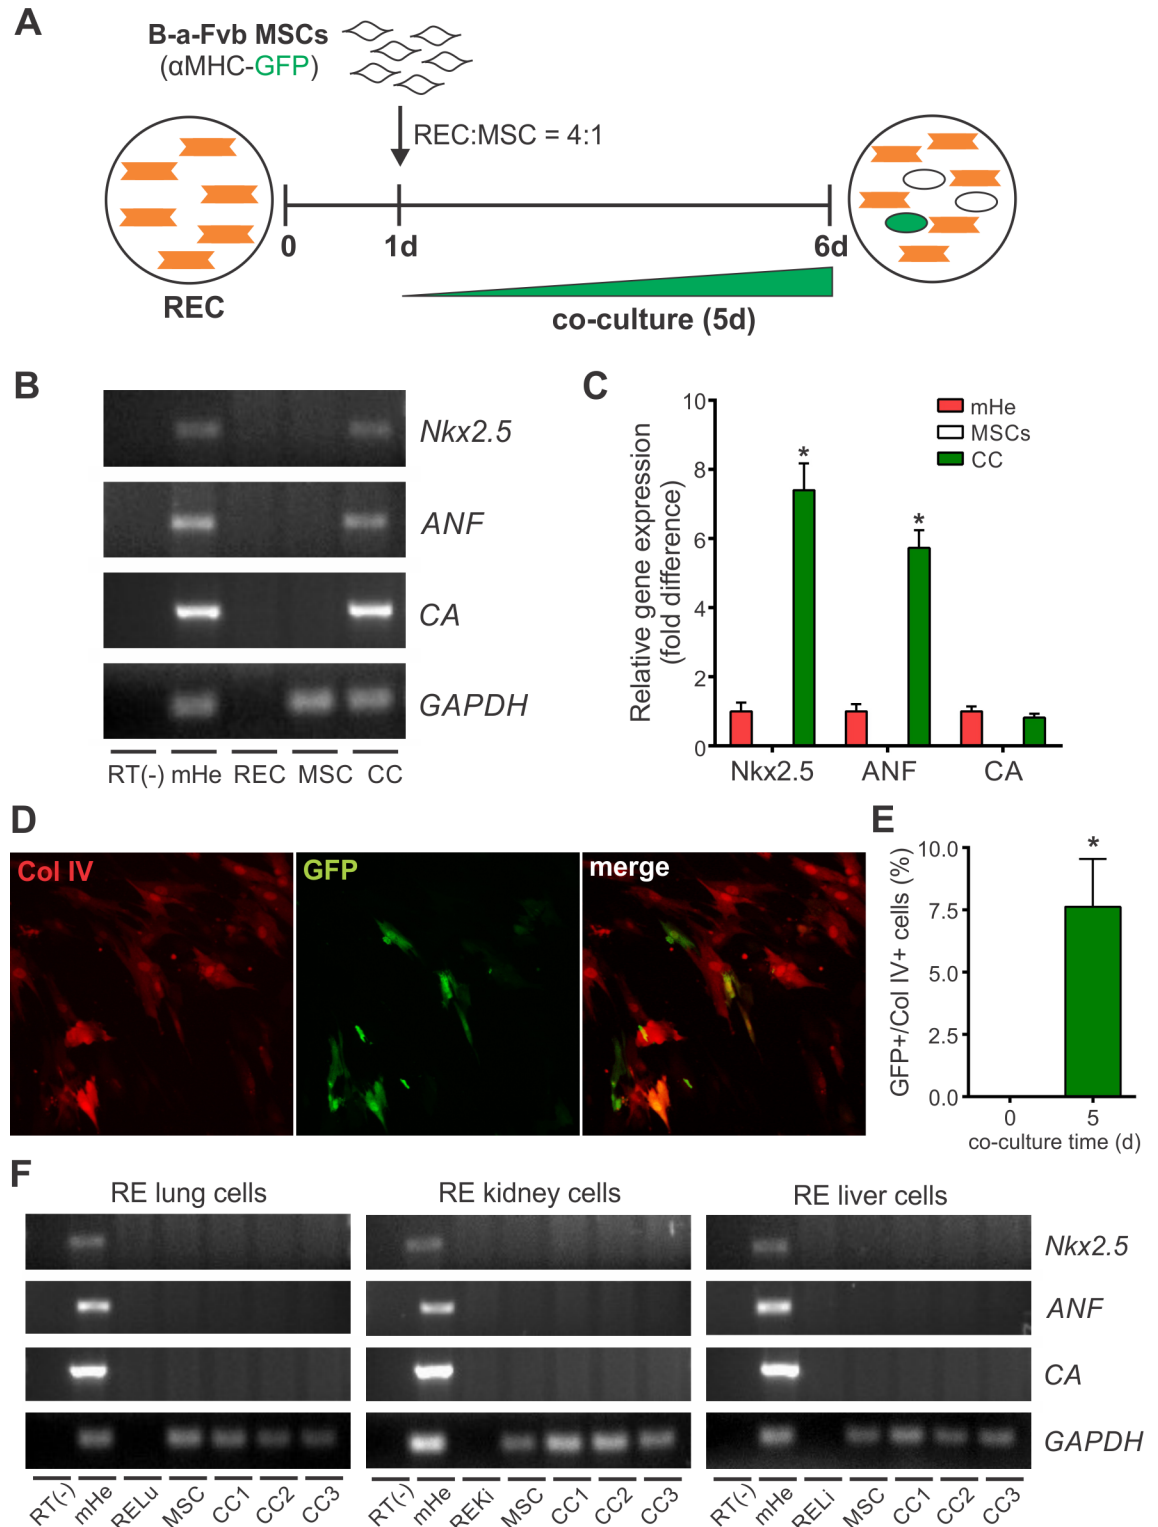 A
B-a-Fvb MSCs
(αMHC-GFP)
REC:MSC = 4:1
0
1d
6d
REC
co-culture (5d)
B
Nkx2.5
ANF
CA
GAPDH
RT(-) mHe REC MSC CC
C
Relative gene expression
(fold difference)
10
8
6
4
2
0
mHe
MSCs
CC
*
*
Nkx2.5 ANF CA
D
Col IV
GFP
merge
E
GFP+/Col IV+ cells (%)
10.0
7.5
5.0
2.5
0.0
*
0 5
co-culture time (d)
F
RE lung cells
RE kidney cells
RE liver cells
Nkx2.5
ANF
CA
GAPDH
RT(-) mHe RELu MSC CC1 CC2 CC3
RT(-) mHe REKi MSC CC1 CC2 CC3
RT(-) mHe RELi MSC CC1 CC2 CC3